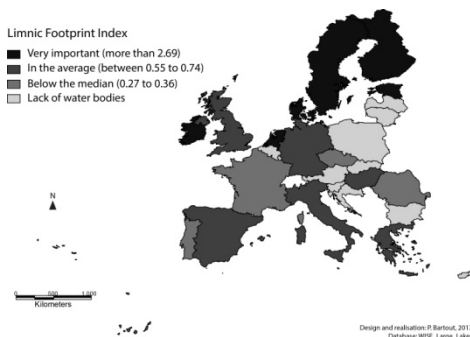 Limnic Footprint Index
Very important (more than 2.69)
In the average (between 0.55 to 0.74)
Below the median (0.27 to 0.36)
Lack of water bodies
N
0 500 1,000
Kilometers
Design and realisation: P. Bartout, 201
Database: WISE, Large_Lake